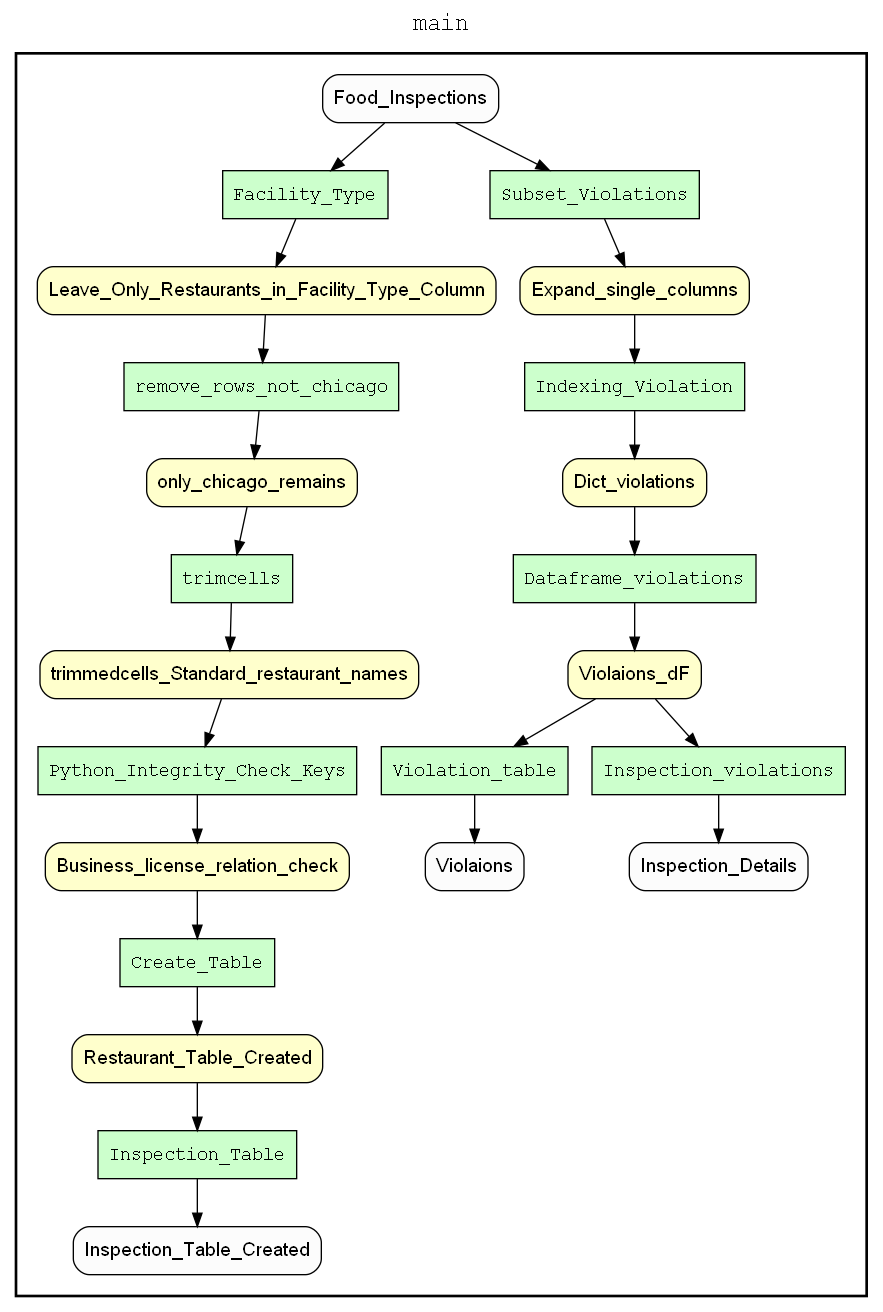 main
Food_Inspections
Facility_Type
Subset_Violations
Leave_Only_Restaurants_in_Facility_Type_Column
Expand_single_columns
remove_rows_not_chicago
Indexing_Violation
only_chicago_remains
Dict_violations
trimcells
Dataframe_violations
trimmedcells_Standard_restaurant_names
Violaions_dF
Python_Integrity_Check_Keys
Violation_table
Inspection_violations
Business_license_relation_check
Violaions
Inspection_Details
Create_Table
Restaurant_Table_Created
Inspection_Table
Inspection_Table_Created